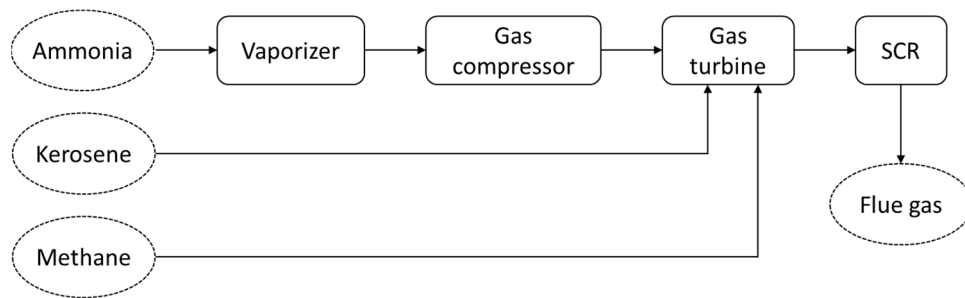 Ammonia
Vaporizer
Gas
compressor
Gas
turbine
SCR
Kerosene
Flue gas
Methane